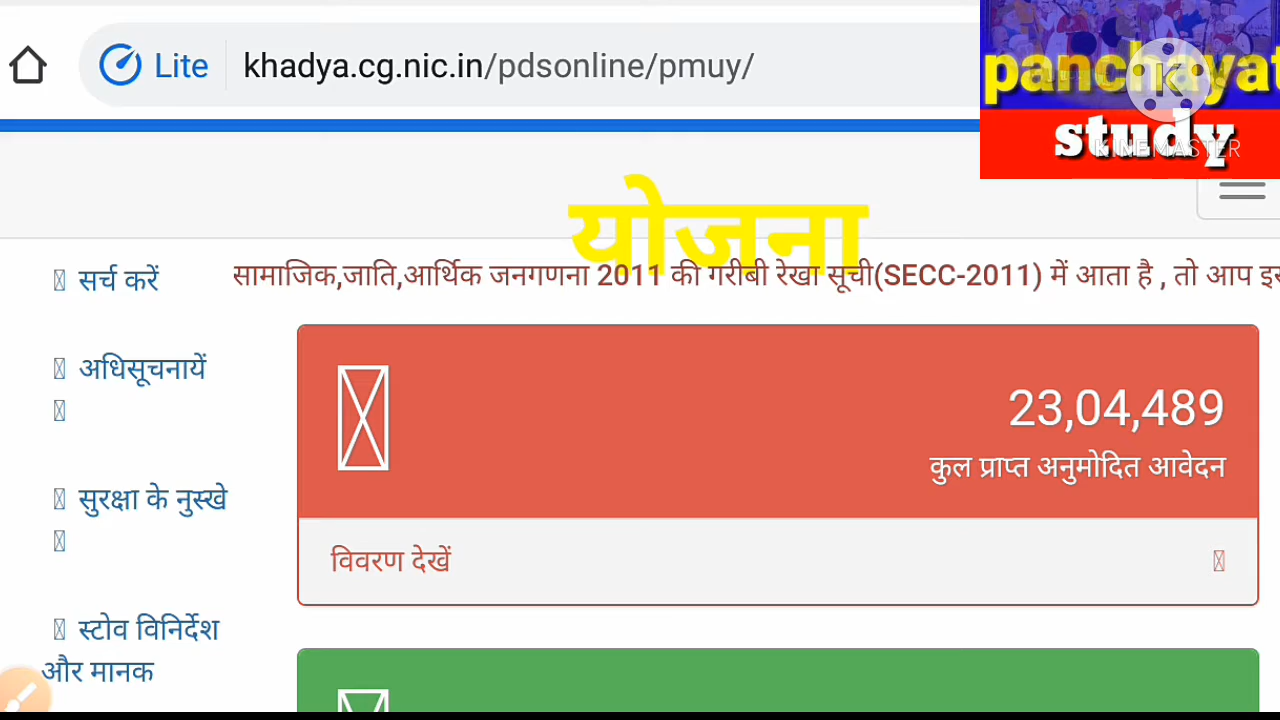 Lite khadya.cg.nic.in/pdsonline/pmuy/
panchayat
study
KINEMASTER
योजना
सामाजिक,जाति,आर्थिक जनगणना 2011 की गरीबी रेखा सूची(SECC-2011) में आता है , तो आप इस
सर्च करें
अधिसूचनायें
सुरक्षा के नुस्खे
स्टोव विनिर्देश
और मानक
23,04,489
कुल प्राप्त अनुमोदित आवेदन
विवरण देखें